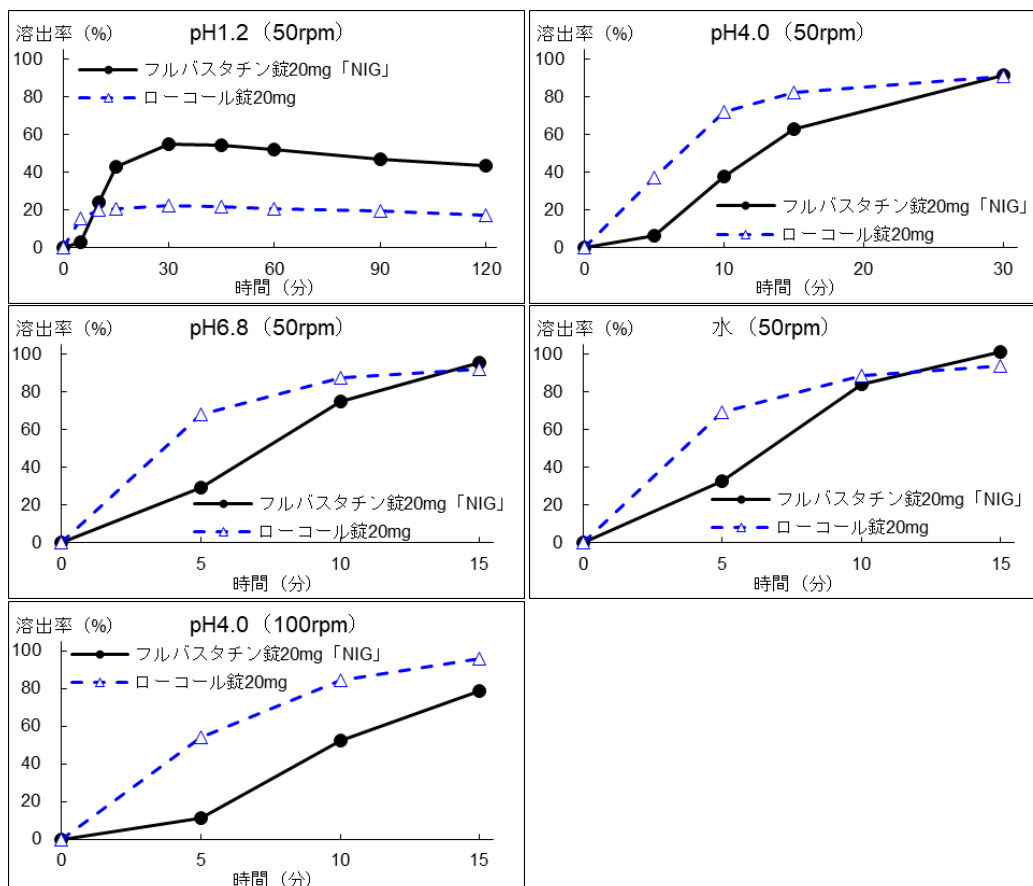 溶出率（%） pH1.2（50rpm）
100
80
60
40
20
0
フルバスタチン錠20mg「NIG」
ローコール錠20mg
0 30 60 90 120
時間（分）
溶出率（%） pH4.0（50rpm）
100
80
60
40
20
0
フルバスタチン錠20mg「NIG」
ローコール錠20mg
0 10 20 30
時間（分）
溶出率（%） pH6.8（50rpm）
100
80
60
40
20
0
フルバスタチン錠20mg「NIG」
ローコール錠20mg
0 5 10 15
時間（分）
溶出率（%） 水（50rpm）
100
80
60
40
20
0
フルバスタチン錠20mg「NIG」
ローコール錠20mg
0 5 10 15
時間（分）
溶出率（%） pH4.0（100rpm）
100
80
60
40
20
0
フルバスタチン錠20mg「NIG」
ローコール錠20mg
0 5 10 15
時間（分）